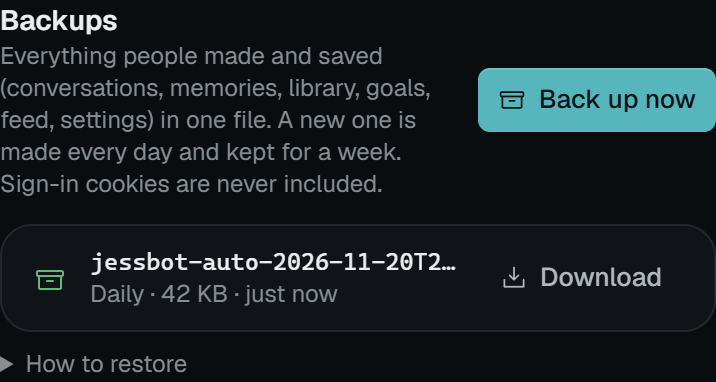 Backups
Everything people made and saved
(conversations, memories, library, goals,
feed, settings) in one file. A new one is
made every day and kept for a week.
Sign-in cookies are never included.
Back up now
jessbot-auto-2026-11-20T2…
Daily · 42 KB · just now
Download
How to restore